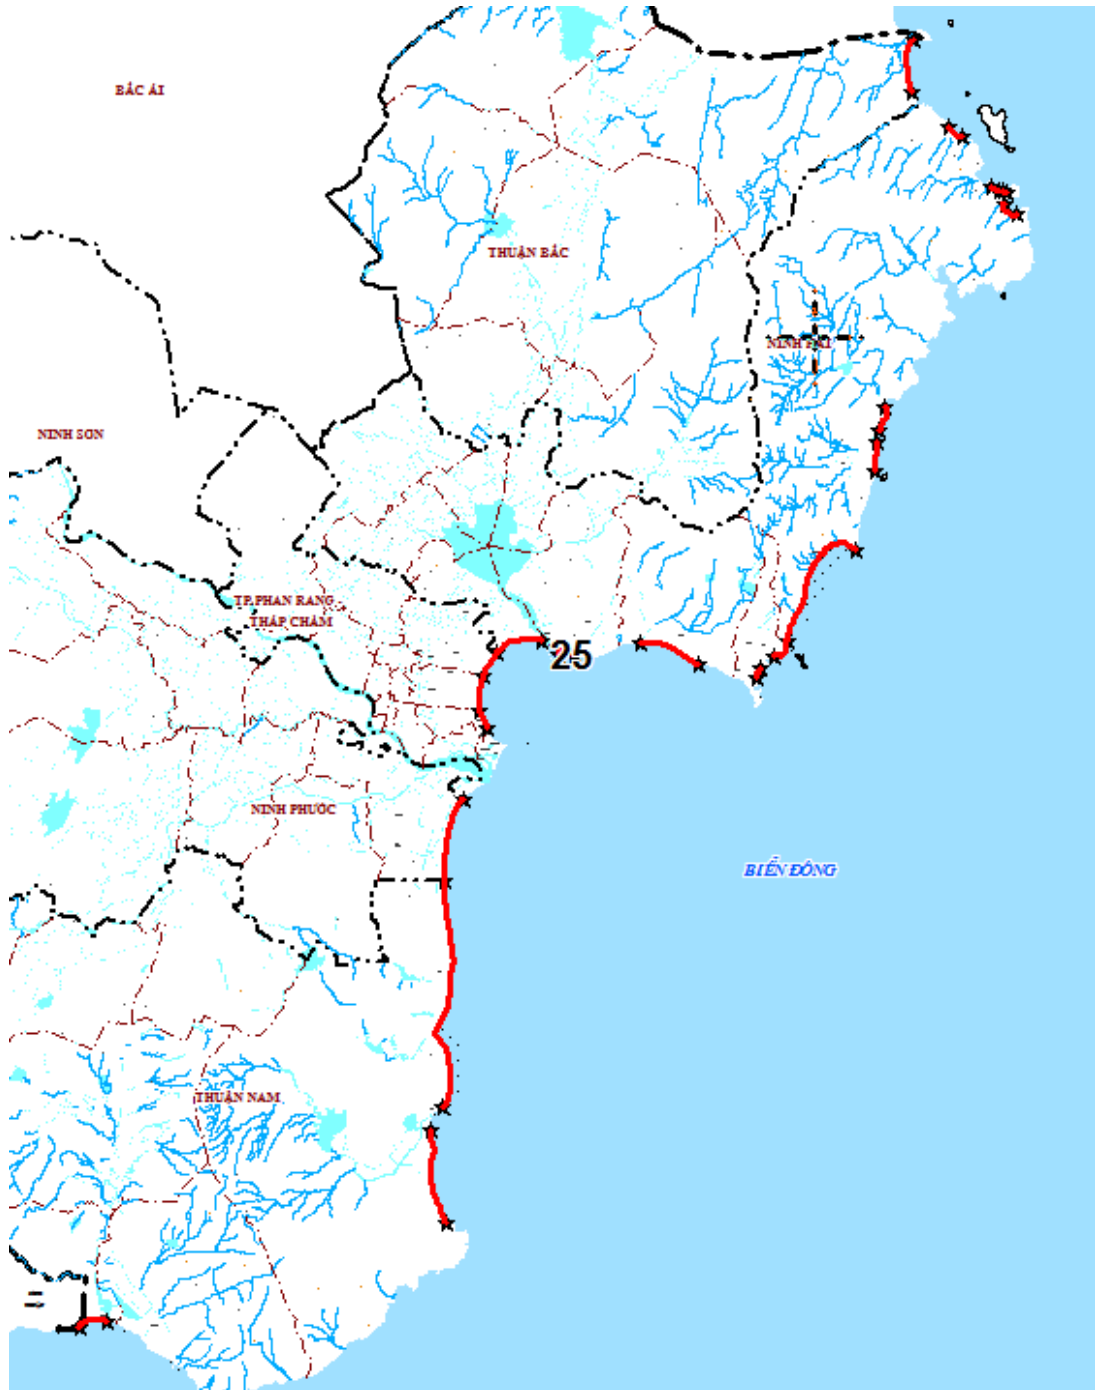 BẮC ÁI
THUẬN BẮC
NINH HẢI
NINH SƠN
TP.PHAN RANG
THÁP CHÀM
25
NINH PHƯỚC
BIỂN ĐÔNG
THUẬN NAM